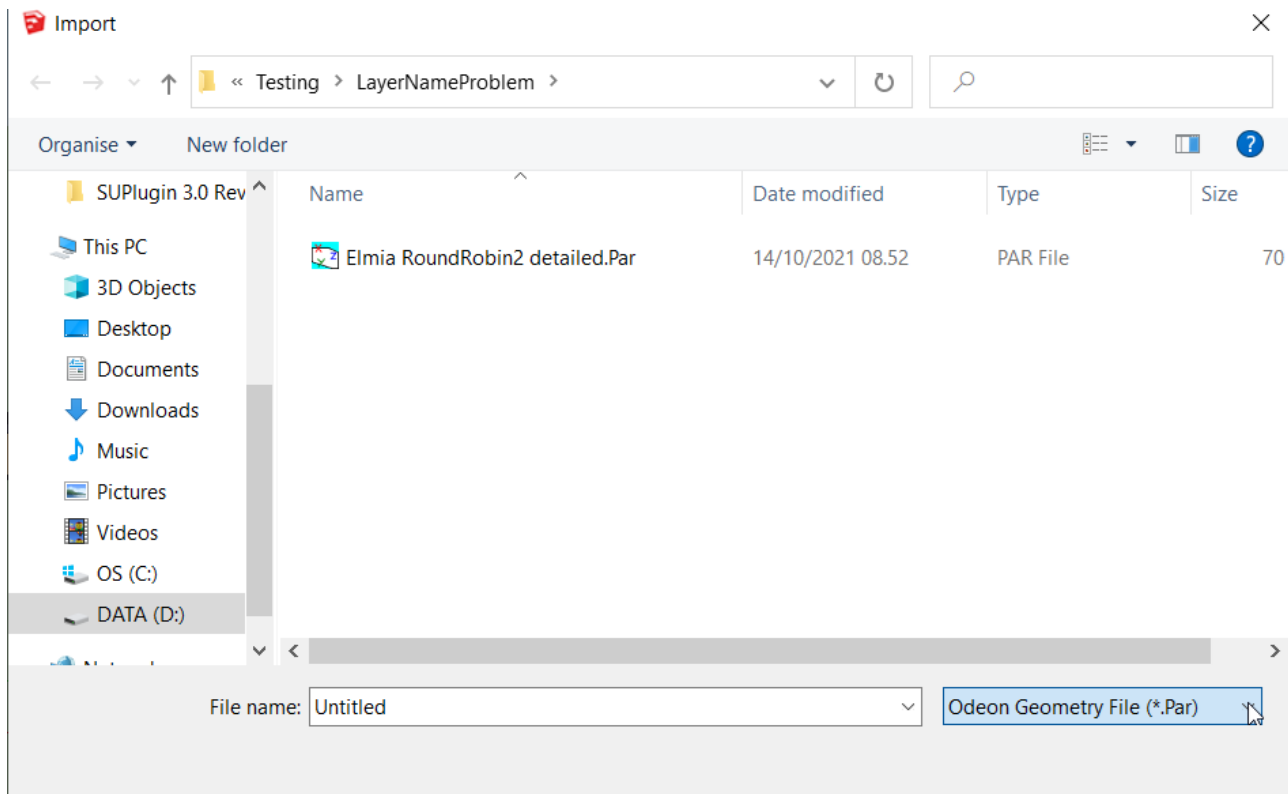 Import
« Testing > LayerNameProblem >
Organise New folder
SUPlugin 3.0 Rev
Name Date modified Type Size
This PC
Elmia RoundRobin2 detailed.Par 14/10/2021 08.52 PAR File 70
3D Objects
Desktop
Documents
Downloads
Music
Pictures
Videos
OS (C:)
DATA (D:)
File name: Untitled Odeon Geometry File (*.Par)